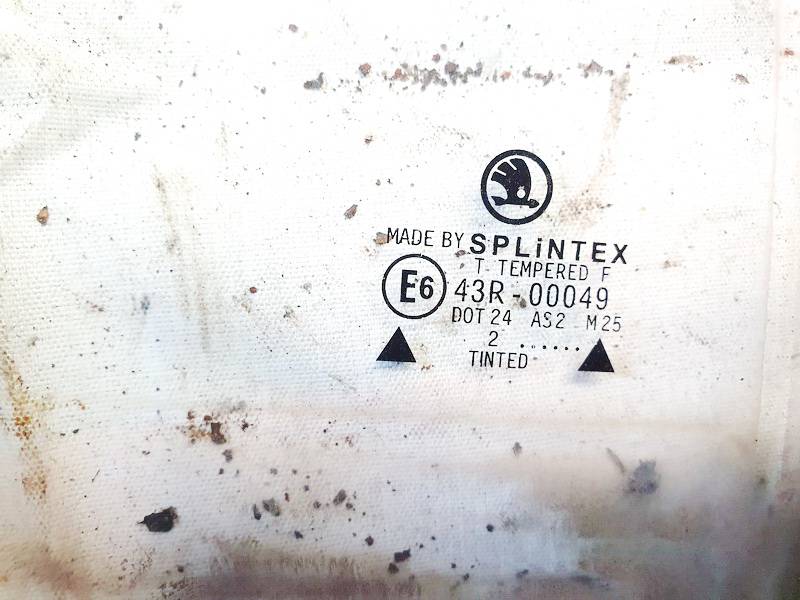 MADE BY SPLiNTEX
T TEMPERED F
E6 43R-00049
DOT 24 AS2 M25
2 ......
TINTED